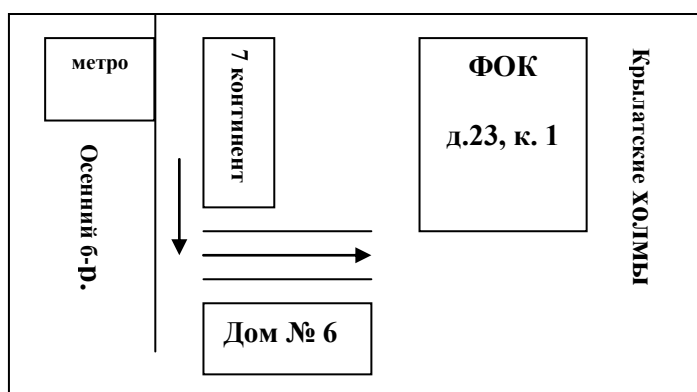 метро
7 континент
ФОК
д.23, к. 1
Крылатские холмы
Осенний б-р.
Дом № 6